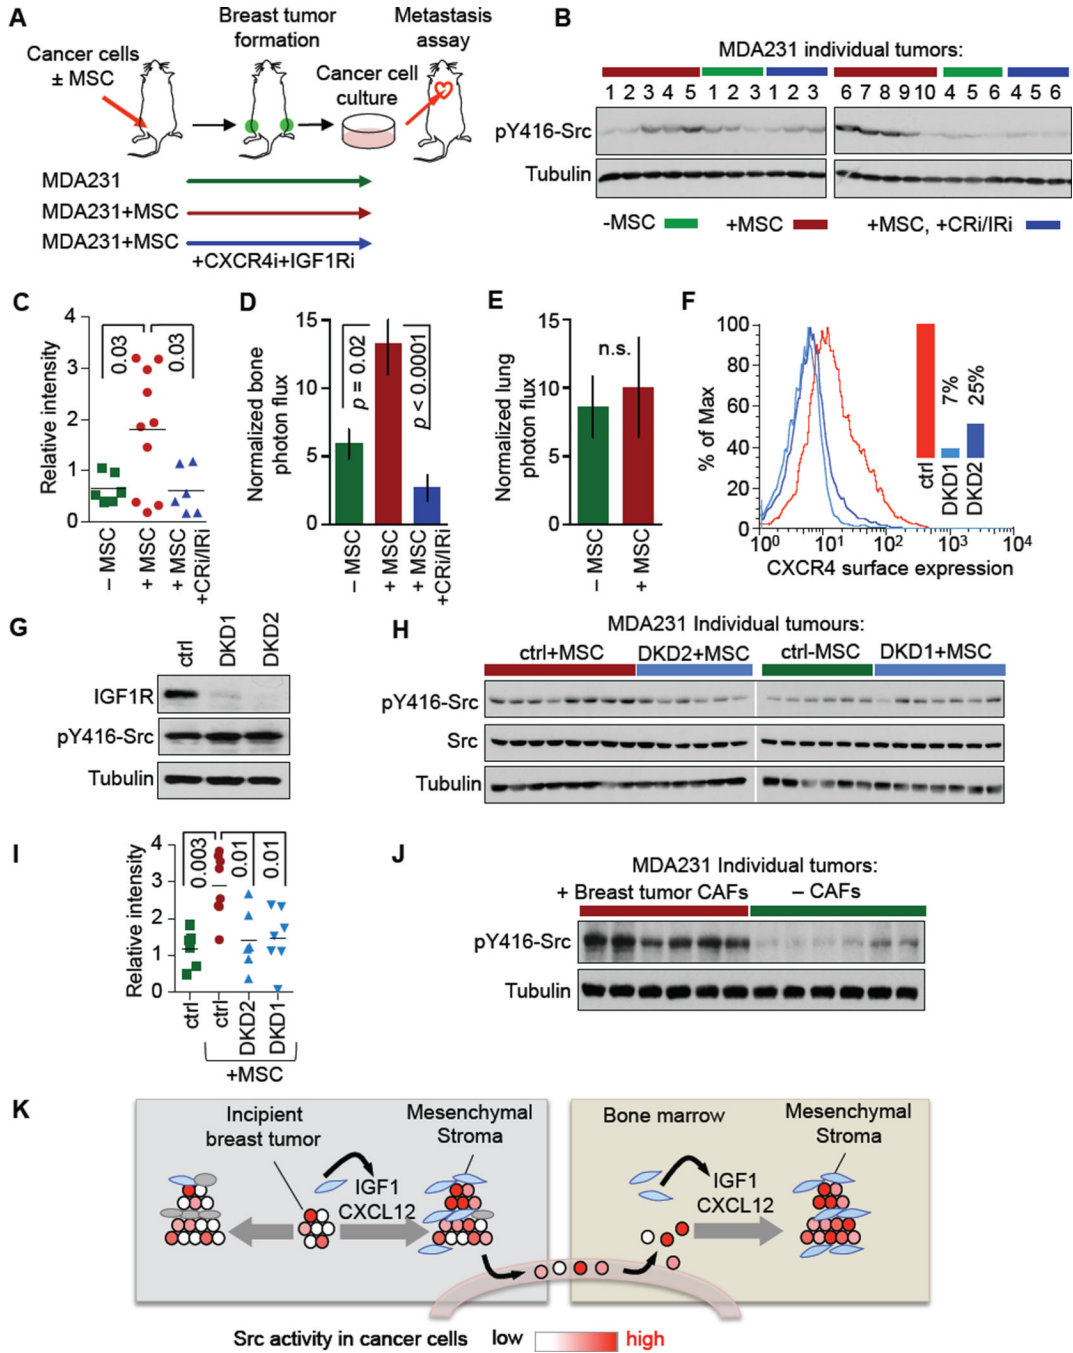 A
Cancer cells
± MSC
Breast tumor
formation
Cancer cell
culture
Metastasis
assay
MDA231
MDA231+MSC
MDA231+MSC
+CXCR4i+IGF1Ri
B
MDA231 individual tumors:
1 2 3 4 5 1 2 3 1 2 3 6 7 8 9 10 4 5 6 4 5 6
pY416-Src
Tubulin
-MSC +MSC +MSC, +CRi/IRi
C
Relative intensity
4
3
2
1
0
0.03
0.03
– MSC
+ MSC
+ MSC
+CRi/IRi
D
Normalized bone
photon flux
15
10
5
0
p = 0.02
p < 0.0001
– MSC
+ MSC
+ MSC
+CRi/IRi
E
Normalized lung
photon flux
15
10
5
0
n.s.
– MSC
+ MSC
F
% of Max
100
80
60
40
20
0
10⁰ 10¹ 10² 10³ 10⁴
CXCR4 surface expression
7%
25%
ctrl
DKD1
DKD2
G
ctrl
DKD1
DKD2
IGF1R
pY416-Src
Tubulin
H
MDA231 Individual tumours:
ctrl+MSC DKD2+MSC ctrl-MSC DKD1+MSC
pY416-Src
Src
Tubulin
I
Relative intensity
4
3
2
1
0
0.003
0.01
0.01
ctrl
ctrl
DKD2
DKD1
+MSC
J
MDA231 Individual tumors:
+ Breast tumor CAFs – CAFs
pY416-Src
Tubulin
K
Incipient
breast tumor
Mesenchymal
Stroma
IGF1
CXCL12
Bone marrow
Mesenchymal
Stroma
IGF1
CXCL12
Src activity in cancer cells low high